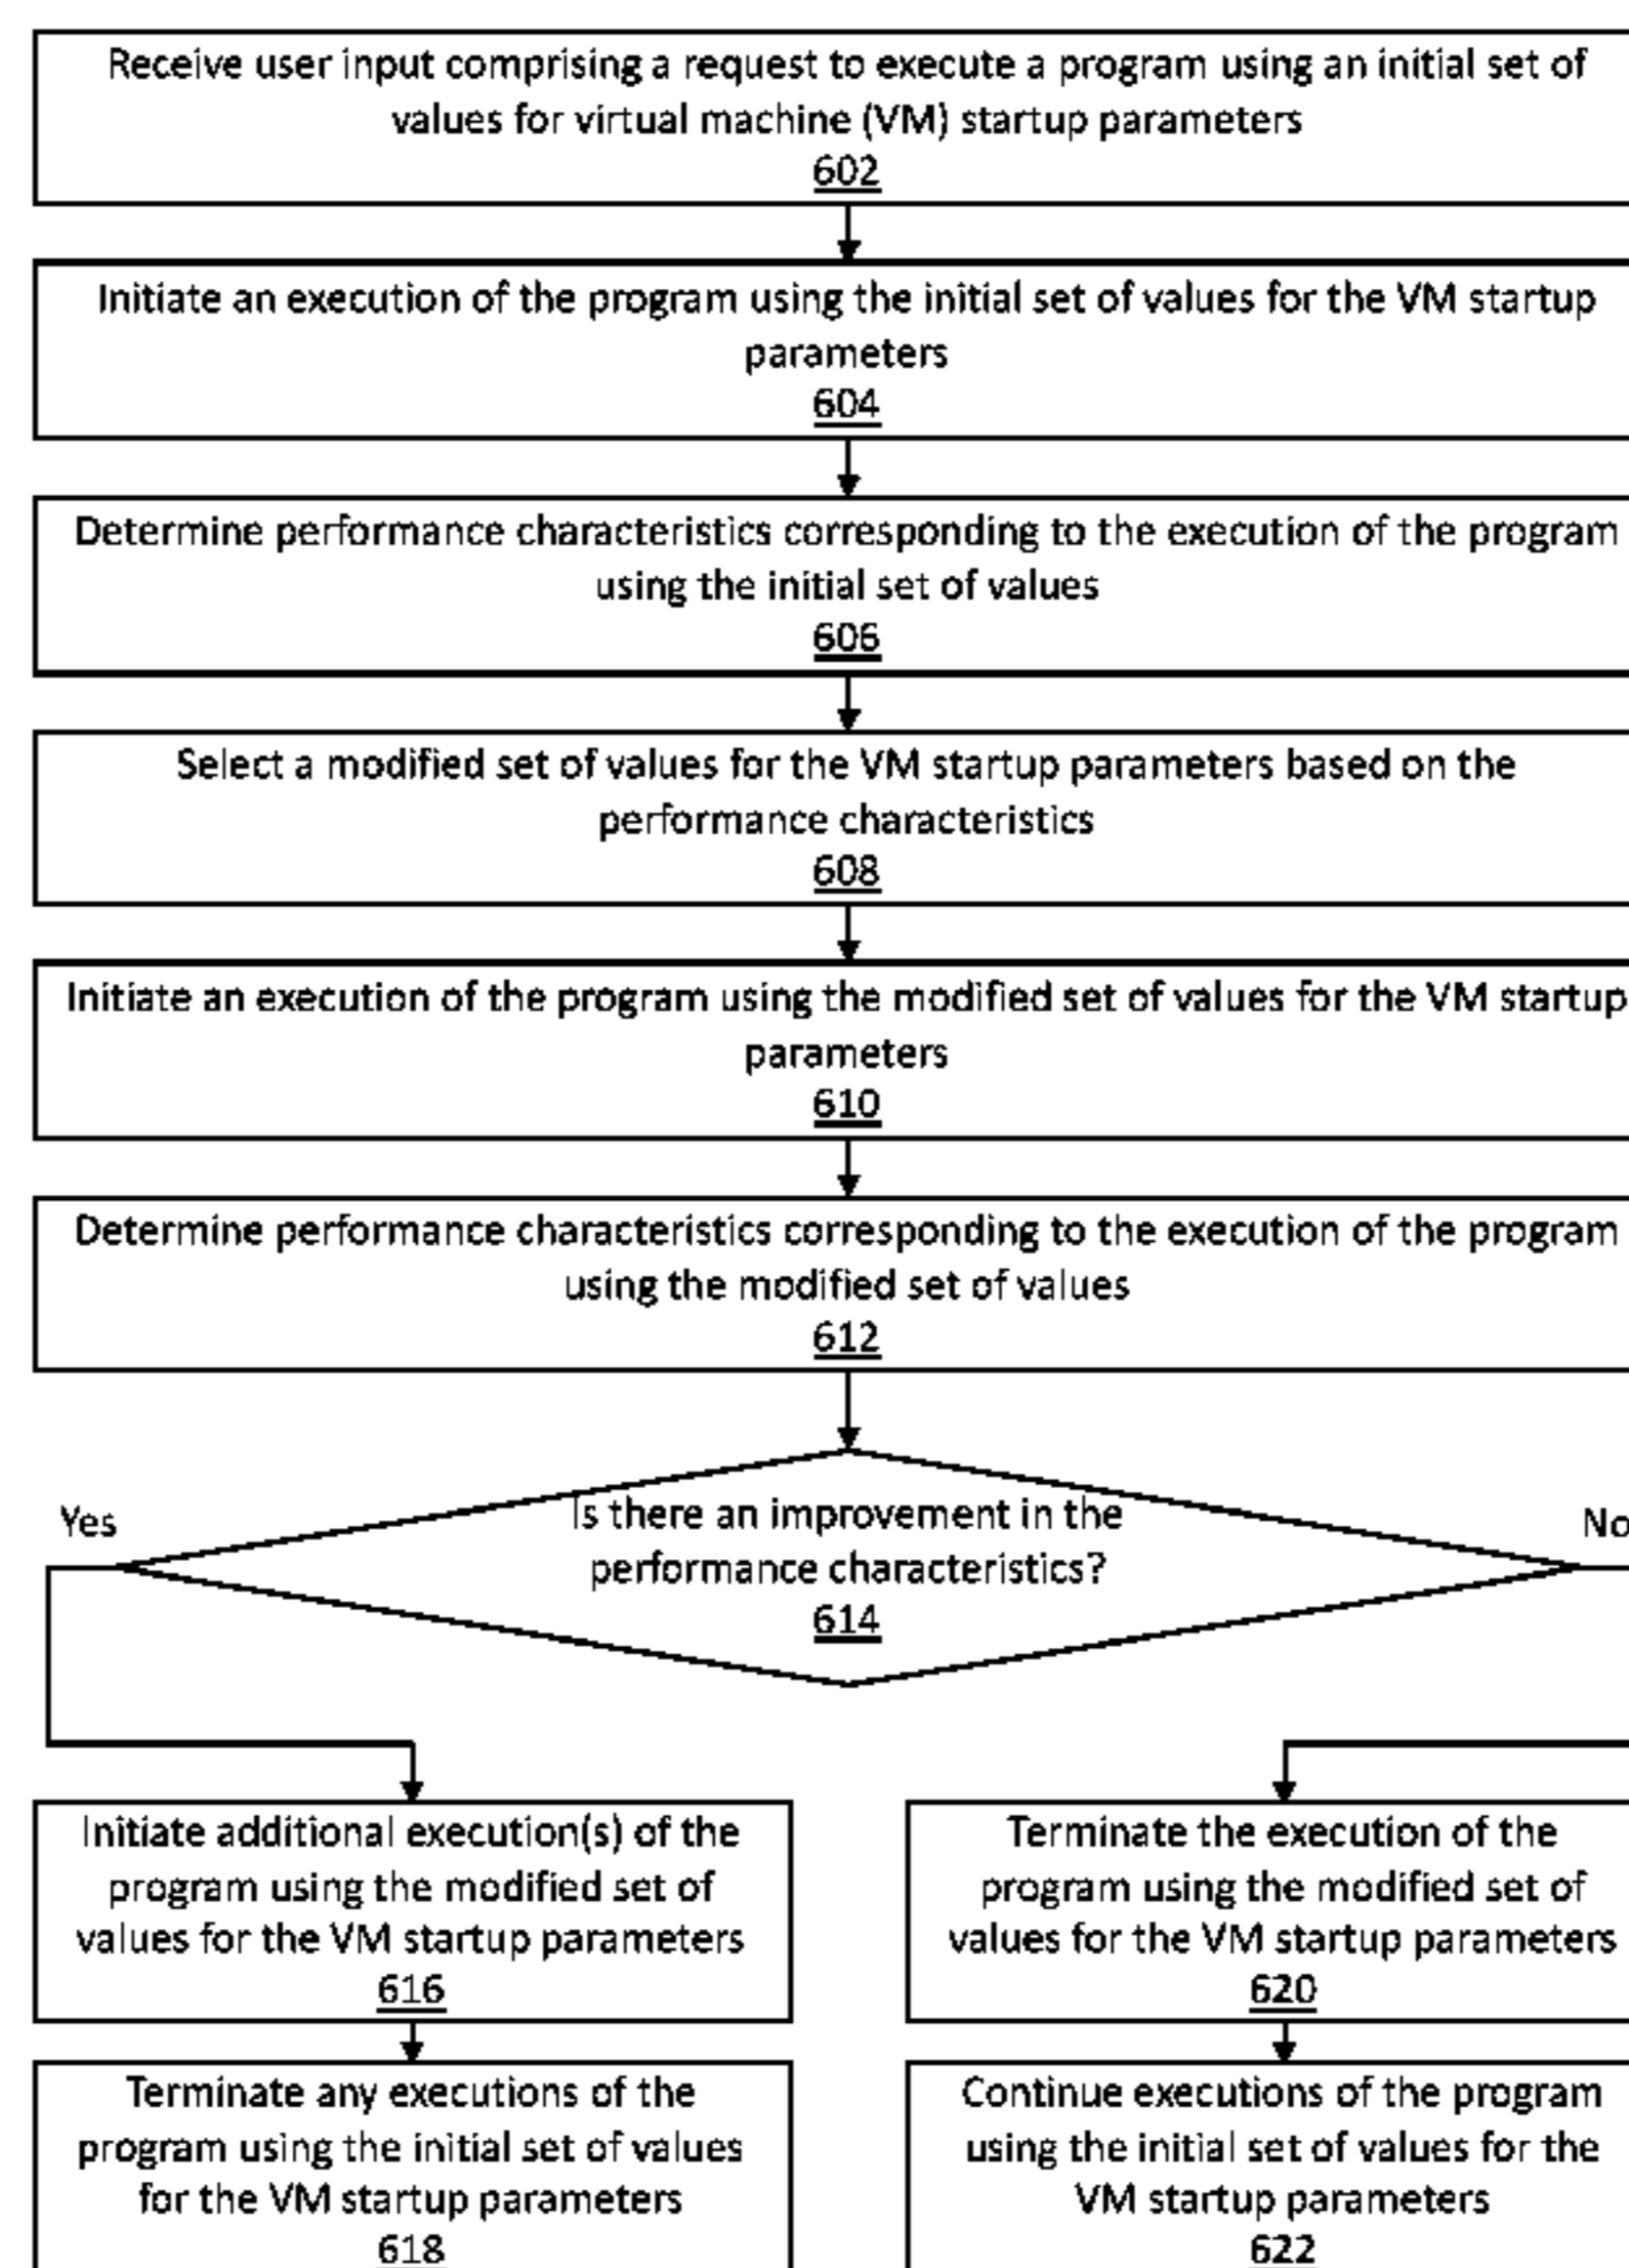 Receive user input comprising a request to execute a program using an initial set of
values for virtual machine (VM) startup parameters
602
Initiate an execution of the program using the initial set of values for the VM startup
parameters
604
Determine performance characteristics corresponding to the execution of the program
using the initial set of values
606
Select a modified set of values for the VM startup parameters based on the
performance characteristics
608
Initiate an execution of the program using the modified set of values for the VM startup
parameters
610
Determine performance characteristics corresponding to the execution of the program
using the modified set of values
612
Is there an improvement in the
performance characteristics?
614
Yes
No
Initiate additional execution(s) of the
program using the modified set of
values for the VM startup parameters
616
Terminate any executions of the
program using the initial set of values
for the VM startup parameters
618
Terminate the execution of the
program using the modified set of
values for the VM startup parameters
620
Continue executions of the program
using the initial set of values for the
VM startup parameters
622